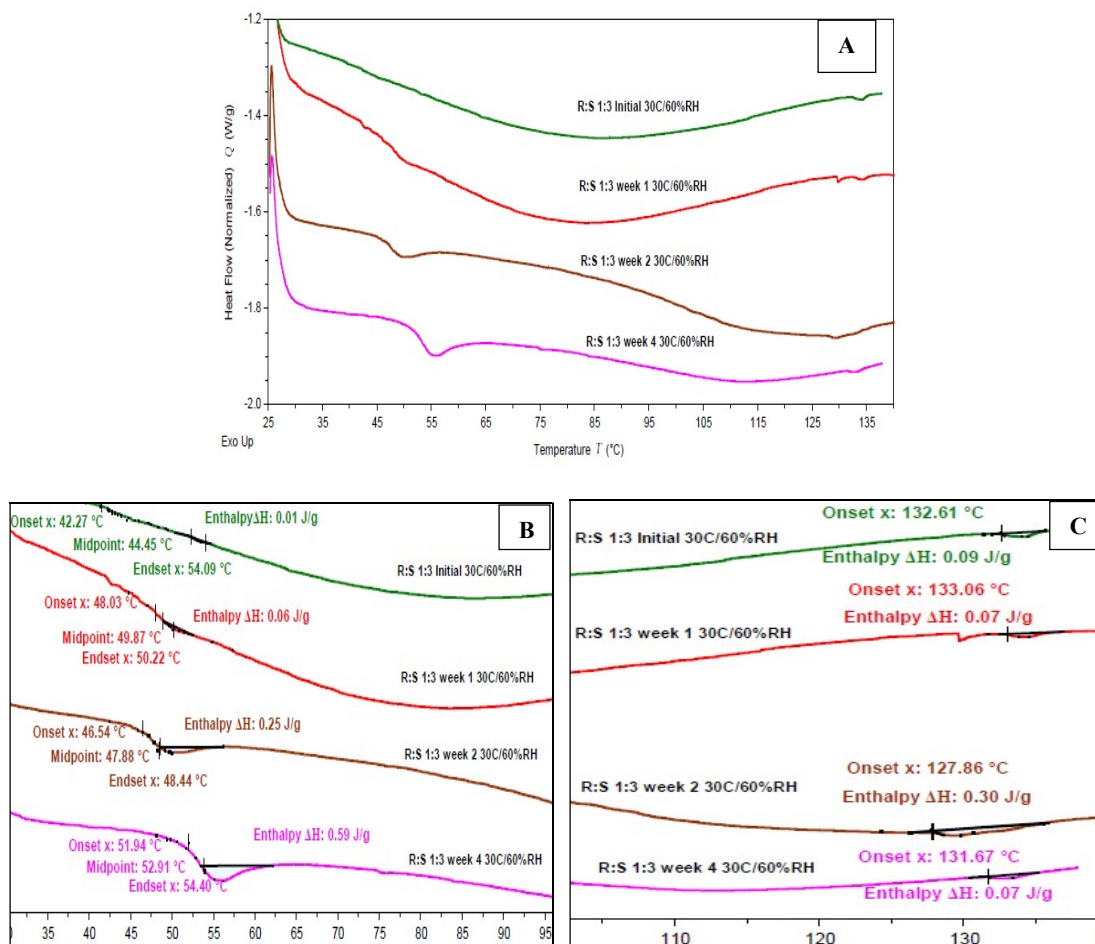 A
-1.2
-1.4
-1.6
-1.8
-2.0
Heat Flow (Normalized) Q (W/g)
R:S 1:3 Initial 30C/60%RH
R:S 1:3 week 1 30C/60%RH
R:S 1:3 week 2 30C/60%RH
R:S 1:3 week 4 30C/60%RH
25 35 45 55 65 75 85 95 105 115 125 135
Exo Up
Temperature T (°C)
B
Onset x: 42.27 °C
Enthalpy ΔH: 0.01 J/g
Midpoint: 44.45 °C
Endset x: 54.09 °C
R:S 1:3 Initial 30C/60%RH
Onset x: 48.03 °C
Enthalpy ΔH: 0.06 J/g
Midpoint: 49.87 °C
Endset x: 50.22 °C
R:S 1:3 week 1 30C/60%RH
Enthalpy ΔH: 0.25 J/g
Onset x: 46.54 °C
Midpoint: 47.88 °C
R:S 1:3 week 2 30C/60%RH
Endset x: 48.44 °C
Enthalpy ΔH: 0.59 J/g
Onset x: 51.94 °C
Midpoint: 52.91 °C
R:S 1:3 week 4 30C/60%RH
Endset x: 54.40 °C
30 35 40 45 50 55 60 65 70 75 80 85 90 95
C
Onset x: 132.61 °C
R:S 1:3 Initial 30C/60%RH
Enthalpy ΔH: 0.09 J/g
Onset x: 133.06 °C
Enthalpy ΔH: 0.07 J/g
R:S 1:3 week 1 30C/60%RH
Onset x: 127.86 °C
R:S 1:3 week 2 30C/60%RH
Enthalpy ΔH: 0.30 J/g
Onset x: 131.67 °C
R:S 1:3 week 4 30C/60%RH
Enthalpy ΔH: 0.07 J/g
110 120 130